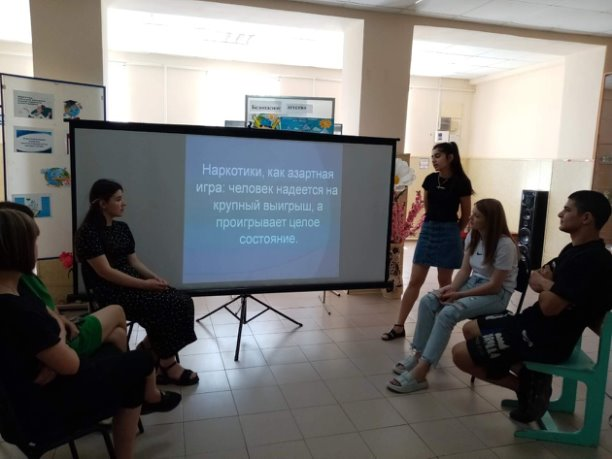 Наркотики, как азартная
игра: человек надеется на
крупный выигрыш, а
проигрывает целое
состояние.